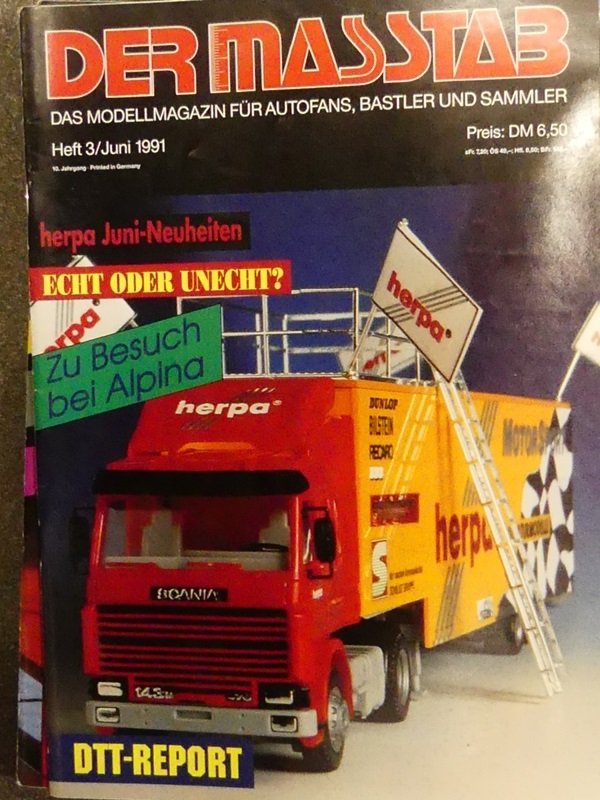 DER MASSTAB
DAS MODELLMAGAZIN FÜR AUTOFANS, BASTLER UND SAMMLER
Heft 3/Juni 1991
Preis: DM 6,50
10. Jahrgang · Printed in Germany
herpa Juni-Neuheiten
ECHT ODER UNECHT?
Zu Besuch
bei Alpina
herpa
herpa
herpa
DUNLOP
BILSTEIN
RECARO
herpa
SCANIA
DTT-REPORT